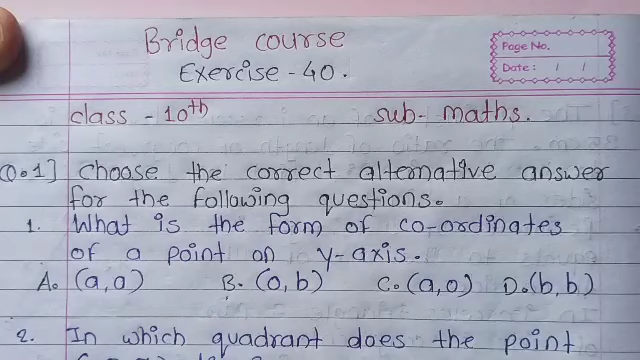 Bridge course
Exercise - 40.
Page No.
Date: / /
class - 10th sub- maths.
Q.1] Choose the correct alternative answer
for the following questions.
1. What is the form of co-ordinates
of a point on y-axis.
A. (a,a) B. (0,b) C. (a,0) D. (b,b)
2. In which quadrant does the point